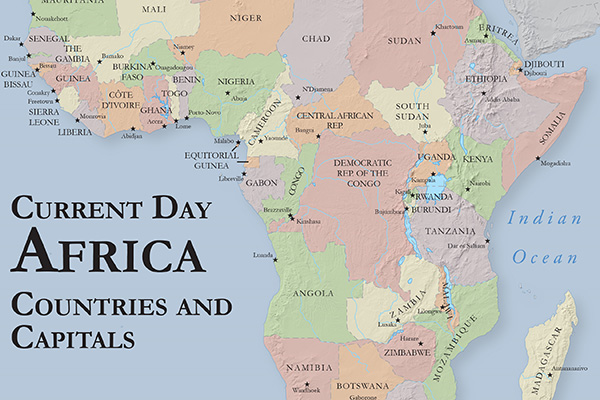 MAURITANIA
Nouakchott
MALI
NIGER
CHAD
SUDAN
Khartoum
ERITREA
Asmara
Dakar
SENEGAL
Banjul
THE
GAMBIA
Bissau
GUINEA
BISSAU
GUINEA
Conakry
Freetown
SIERRA
LEONE
Monrovia
LIBERIA
Bamako
BURKINA
FASO
Ouagadougou
Niamey
CÔTE
D'IVOIRE
Abidjan
GHANA
Accra
TOGO
Lome
BENIN
Porto-Novo
NIGERIA
Abuja
N'Djamena
CAMEROON
Yaounde
Malabo
EQUITORIAL
GUINEA
Libreville
GABON
CONGO
Brazzaville
Kinshasa
CENTRAL AFRICAN
REP.
Bangui
SOUTH
SUDAN
Juba
ETHIOPIA
Addis Ababa
DJIBOUTI
Djibouti
SOMALIA
Mogadishu
DEMOCRATIC
REP. OF THE
CONGO
UGANDA
Kampala
KENYA
Nairobi
Kigali
RWANDA
Bujumbura
BURUNDI
TANZANIA
Dar es Salaam
Indian
Ocean
CURRENT DAY
AFRICA
COUNTRIES AND
CAPITALS
Luanda
ANGOLA
ZAMBIA
Lusaka
MALAWI
Lilongwe
Harare
ZIMBABWE
MOZAMBIQUE
MADAGASCAR
Antananarivo
NAMIBIA
Windhoek
BOTSWANA
Gaborone